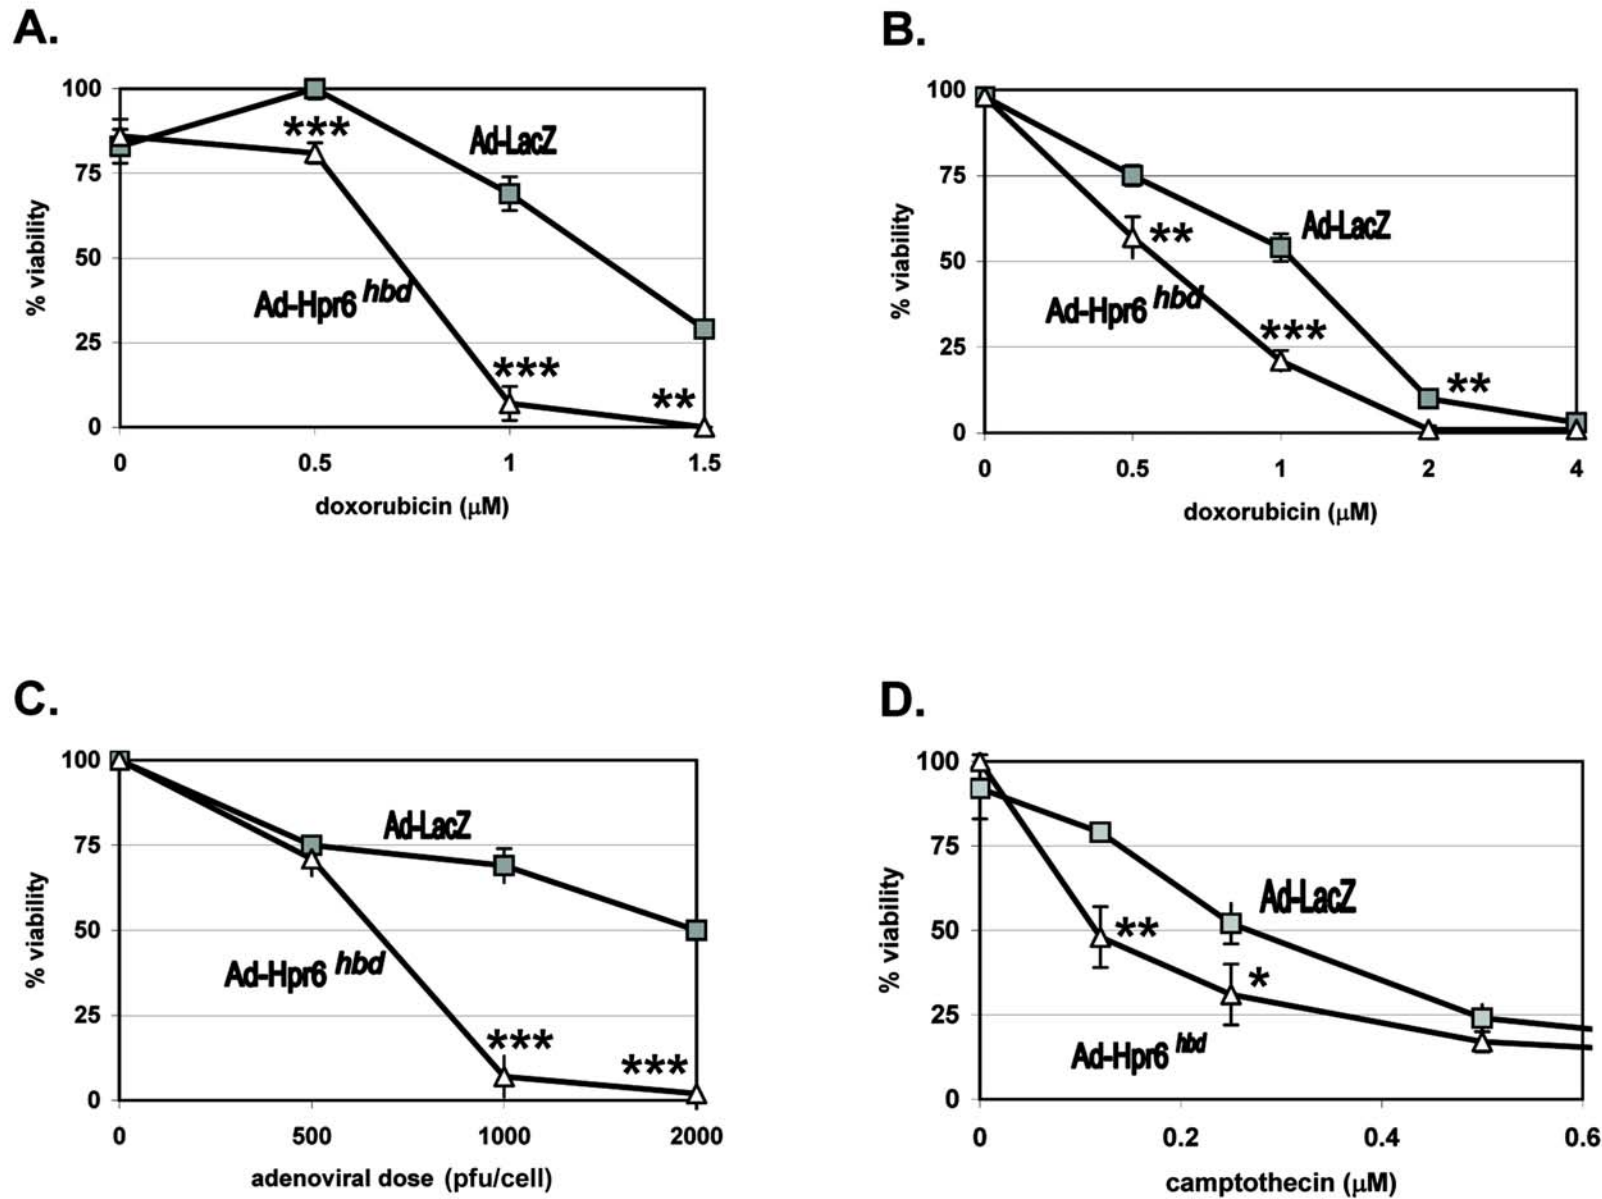 A.
100
75
50
25
0
% viability
***
Ad-LacZ
Ad-Hpr6 hbd
***
**
0 0.5 1 1.5
doxorubicin (μM)
B.
100
75
50
25
0
% viability
Ad-LacZ
**
Ad-Hpr6 hbd
***
**
0 0.5 1 2 4
doxorubicin (μM)
C.
100
75
50
25
0
% viability
Ad-LacZ
Ad-Hpr6 hbd
***
***
0 500 1000 2000
adenoviral dose (pfu/cell)
D.
100
75
50
25
0
% viability
Ad-LacZ
**
*
Ad-Hpr6 hbd
0 0.2 0.4 0.6
camptothecin (μM)